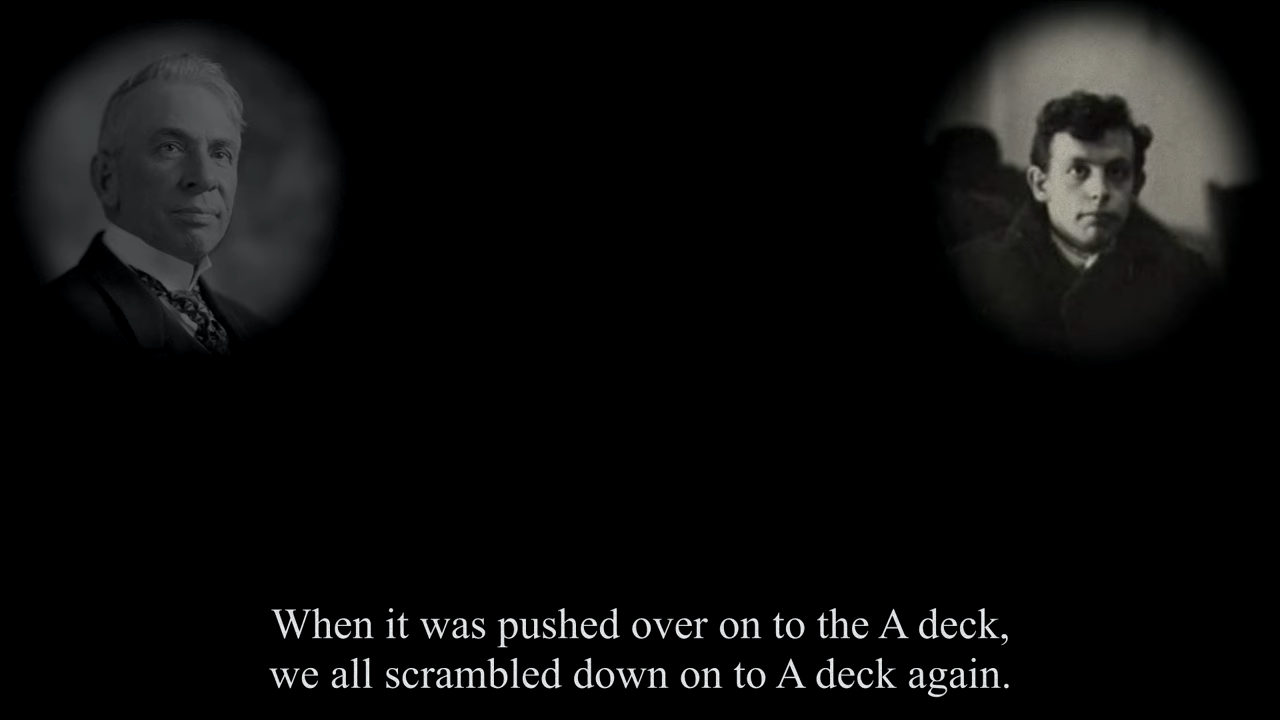 When it was pushed over on to the A deck,
we all scrambled down on to A deck again.